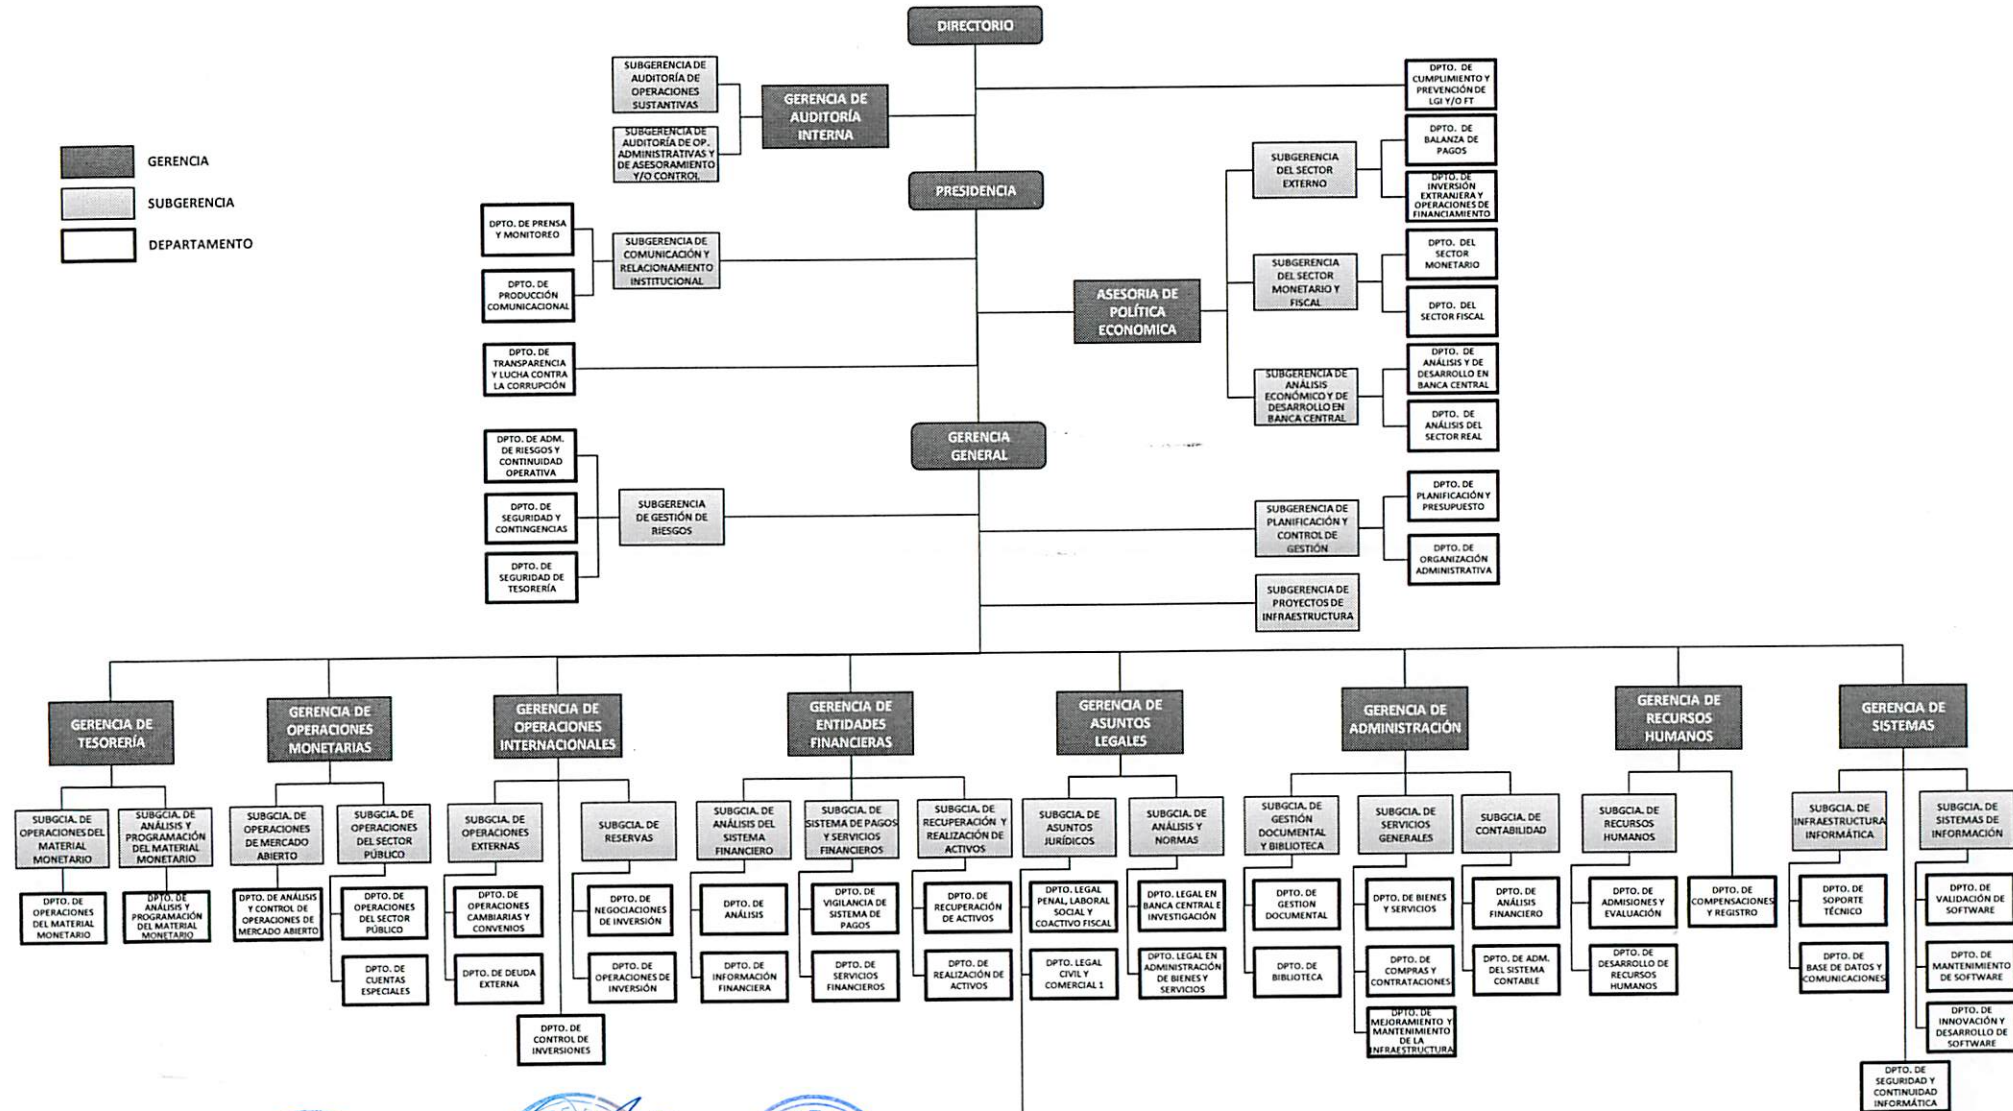 DIRECTORIO
SUBGERENCIA DE
AUDITORÍA DE
OPERACIONES
SUSTANTIVAS
GERENCIA DE
AUDITORÍA
INTERNA
SUBGERENCIA DE
AUDITORÍA DE OP.
ADMINISTRATIVAS Y
DE ASESORAMIENTO
Y/O CONTROL
DPTO. DE
CUMPLIMIENTO Y
PREVENCIÓN DE
LGI Y/O FT
GERENCIA
SUBGERENCIA
DEPARTAMENTO
PRESIDENCIA
SUBGERENCIA
DEL SECTOR
EXTERNO
DPTO. DE
BALANZA DE
PAGOS
DPTO. DE
INVERSIÓN
EXTRANJERA Y
OPERACIONES DE
FINANCIAMIENTO
DPTO. DE PRENSA
Y MONITOREO
DPTO. DE
PRODUCCIÓN
COMUNICACIONAL
SUBGERENCIA DE
COMUNICACIÓN Y
RELACIONAMIENTO
INSTITUCIONAL
ASESORIA DE
POLÍTICA
ECONOMICA
SUBGERENCIA
DEL SECTOR
MONETARIO Y
FISCAL
DPTO. DEL
SECTOR
MONETARIO
DPTO. DEL
SECTOR FISCAL
DPTO. DE
TRANSPARENCIA
Y LUCHA CONTRA
LA CORRUPCIÓN
SUBGERENCIA DE
ANÁLISIS
ECONÓMICO Y DE
DESARROLLO EN
BANCA CENTRAL
DPTO. DE
ANÁLISIS Y DE
DESARROLLO EN
BANCA CENTRAL
DPTO. DE
ANÁLISIS DEL
SECTOR REAL
GERENCIA
GENERAL
DPTO. DE ADM.
DE RIESGOS Y
CONTINUIDAD
OPERATIVA
DPTO. DE
SEGURIDAD Y
CONTINGENCIAS
DPTO. DE
SEGURIDAD DE
TESORERÍA
SUBGERENCIA
DE GESTIÓN DE
RIESGOS
SUBGERENCIA DE
PLANIFICACIÓN Y
CONTROL DE
GESTIÓN
DPTO. DE
PLANIFICACIÓN Y
PRESUPUESTO
DPTO. DE
ORGANIZACIÓN
ADMINISTRATIVA
SUBGERENCIA DE
PROYECTOS DE
INFRAESTRUCTURA
GERENCIA DE
TESORERÍA
GERENCIA DE
OPERACIONES
MONETARIAS
GERENCIA DE
OPERACIONES
INTERNACIONALES
GERENCIA DE
ENTIDADES
FINANCIERAS
GERENCIA DE
ASUNTOS
LEGALES
GERENCIA DE
ADMINISTRACIÓN
GERENCIA DE
RECURSOS
HUMANOS
GERENCIA DE
SISTEMAS
SUBGCIA. DE
OPERACIONES DEL
MATERIAL
MONETARIO
SUBGCIA. DE
ANÁLISIS Y
PROGRAMACIÓN
DEL MATERIAL
MONETARIO
SUBGCIA. DE
OPERACIONES
DE MERCADO
ABIERTO
SUBGCIA. DE
OPERACIONES
DEL SECTOR
PÚBLICO
SUBGCIA. DE
OPERACIONES
EXTERNAS
SUBGCIA. DE
RESERVAS
SUBGCIA. DE
ANÁLISIS DEL
SISTEMA
FINANCIERO
SUBGCIA. DE
SISTEMA DE PAGOS
Y SERVICIOS
FINANCIEROS
SUBGCIA. DE
RECUPERACIÓN Y
REALIZACIÓN DE
ACTIVOS
SUBGCIA. DE
ASUNTOS
JURÍDICOS
SUBGCIA. DE
ANÁLISIS Y
NORMAS
SUBGCIA. DE
GESTIÓN
DOCUMENTAL
Y BIBLIOTECA
SUBGCIA. DE
SERVICIOS
GENERALES
SUBGCIA. DE
CONTABILIDAD
SUBGCIA. DE
RECURSOS
HUMANOS
SUBGCIA. DE
INFRAESTRUCTURA
INFORMÁTICA
SUBGCIA. DE
SISTEMAS DE
INFORMACIÓN
DPTO. DE
OPERACIONES
DEL MATERIAL
MONETARIO
DPTO. DE
ANÁLISIS Y
PROGRAMACIÓN
DEL MATERIAL
MONETARIO
DPTO. DE ANÁLISIS
Y CONTROL DE
OPERACIONES DE
MERCADO ABIERTO
DPTO. DE
OPERACIONES
DEL SECTOR
PÚBLICO
DPTO. DE
OPERACIONES
CAMBIARIAS Y
CONVENIOS
DPTO. DE
NEGOCIACIONES
DE INVERSIÓN
DPTO. DE
ANÁLISIS
DPTO. DE
VIGILANCIA DE
SISTEMA DE
PAGOS
DPTO. DE
RECUPERACIÓN
DE ACTIVOS
DPTO. LEGAL
PENAL, LABORAL
SOCIAL Y
COACTIVO FISCAL
DPTO. LEGAL EN
BANCA CENTRAL E
INVESTIGACIÓN
DPTO. DE
GESTION
DOCUMENTAL
DPTO. DE BIENES
Y SERVICIOS
DPTO. DE
ANÁLISIS
FINANCIERO
DPTO. DE
ADMISIONES Y
EVALUACIÓN
DPTO. DE
COMPENSACIONES
Y REGISTRO
DPTO. DE
SOPORTE
TÉCNICO
DPTO. DE
VALIDACIÓN DE
SOFTWARE
DPTO. DE
CUENTAS
ESPECIALES
DPTO. DE DEUDA
EXTERNA
DPTO. DE
OPERACIONES DE
INVERSIÓN
DPTO. DE
INFORMACIÓN
FINANCIERA
DPTO. DE
SERVICIOS
FINANCIEROS
DPTO. DE
REALIZACIÓN DE
ACTIVOS
DPTO. LEGAL
CIVIL Y
COMERCIAL 1
DPTO. LEGAL EN
ADMINISTRACIÓN
DE BIENES Y
SERVICIOS
DPTO. DE
BIBLIOTECA
DPTO. DE
COMPRAS Y
CONTRATACIONES
DPTO. DE ADM.
DEL SISTEMA
CONTABLE
DPTO. DE
DESARROLLO DE
RECURSOS
HUMANOS
DPTO. DE
BASE DE DATOS Y
COMUNICACIONES
DPTO. DE
MANTENIMIENTO
DE SOFTWARE
DPTO. DE
CONTROL DE
INVERSIONES
DPTO. DE
MEJORAMIENTO Y
MANTENIMIENTO
DE LA
INFRAESTRUCTURA
DPTO. DE
INNOVACIÓN Y
DESARROLLO DE
SOFTWARE
DPTO. DE
SEGURIDAD Y
CONTINUIDAD
INFORMÁTICA